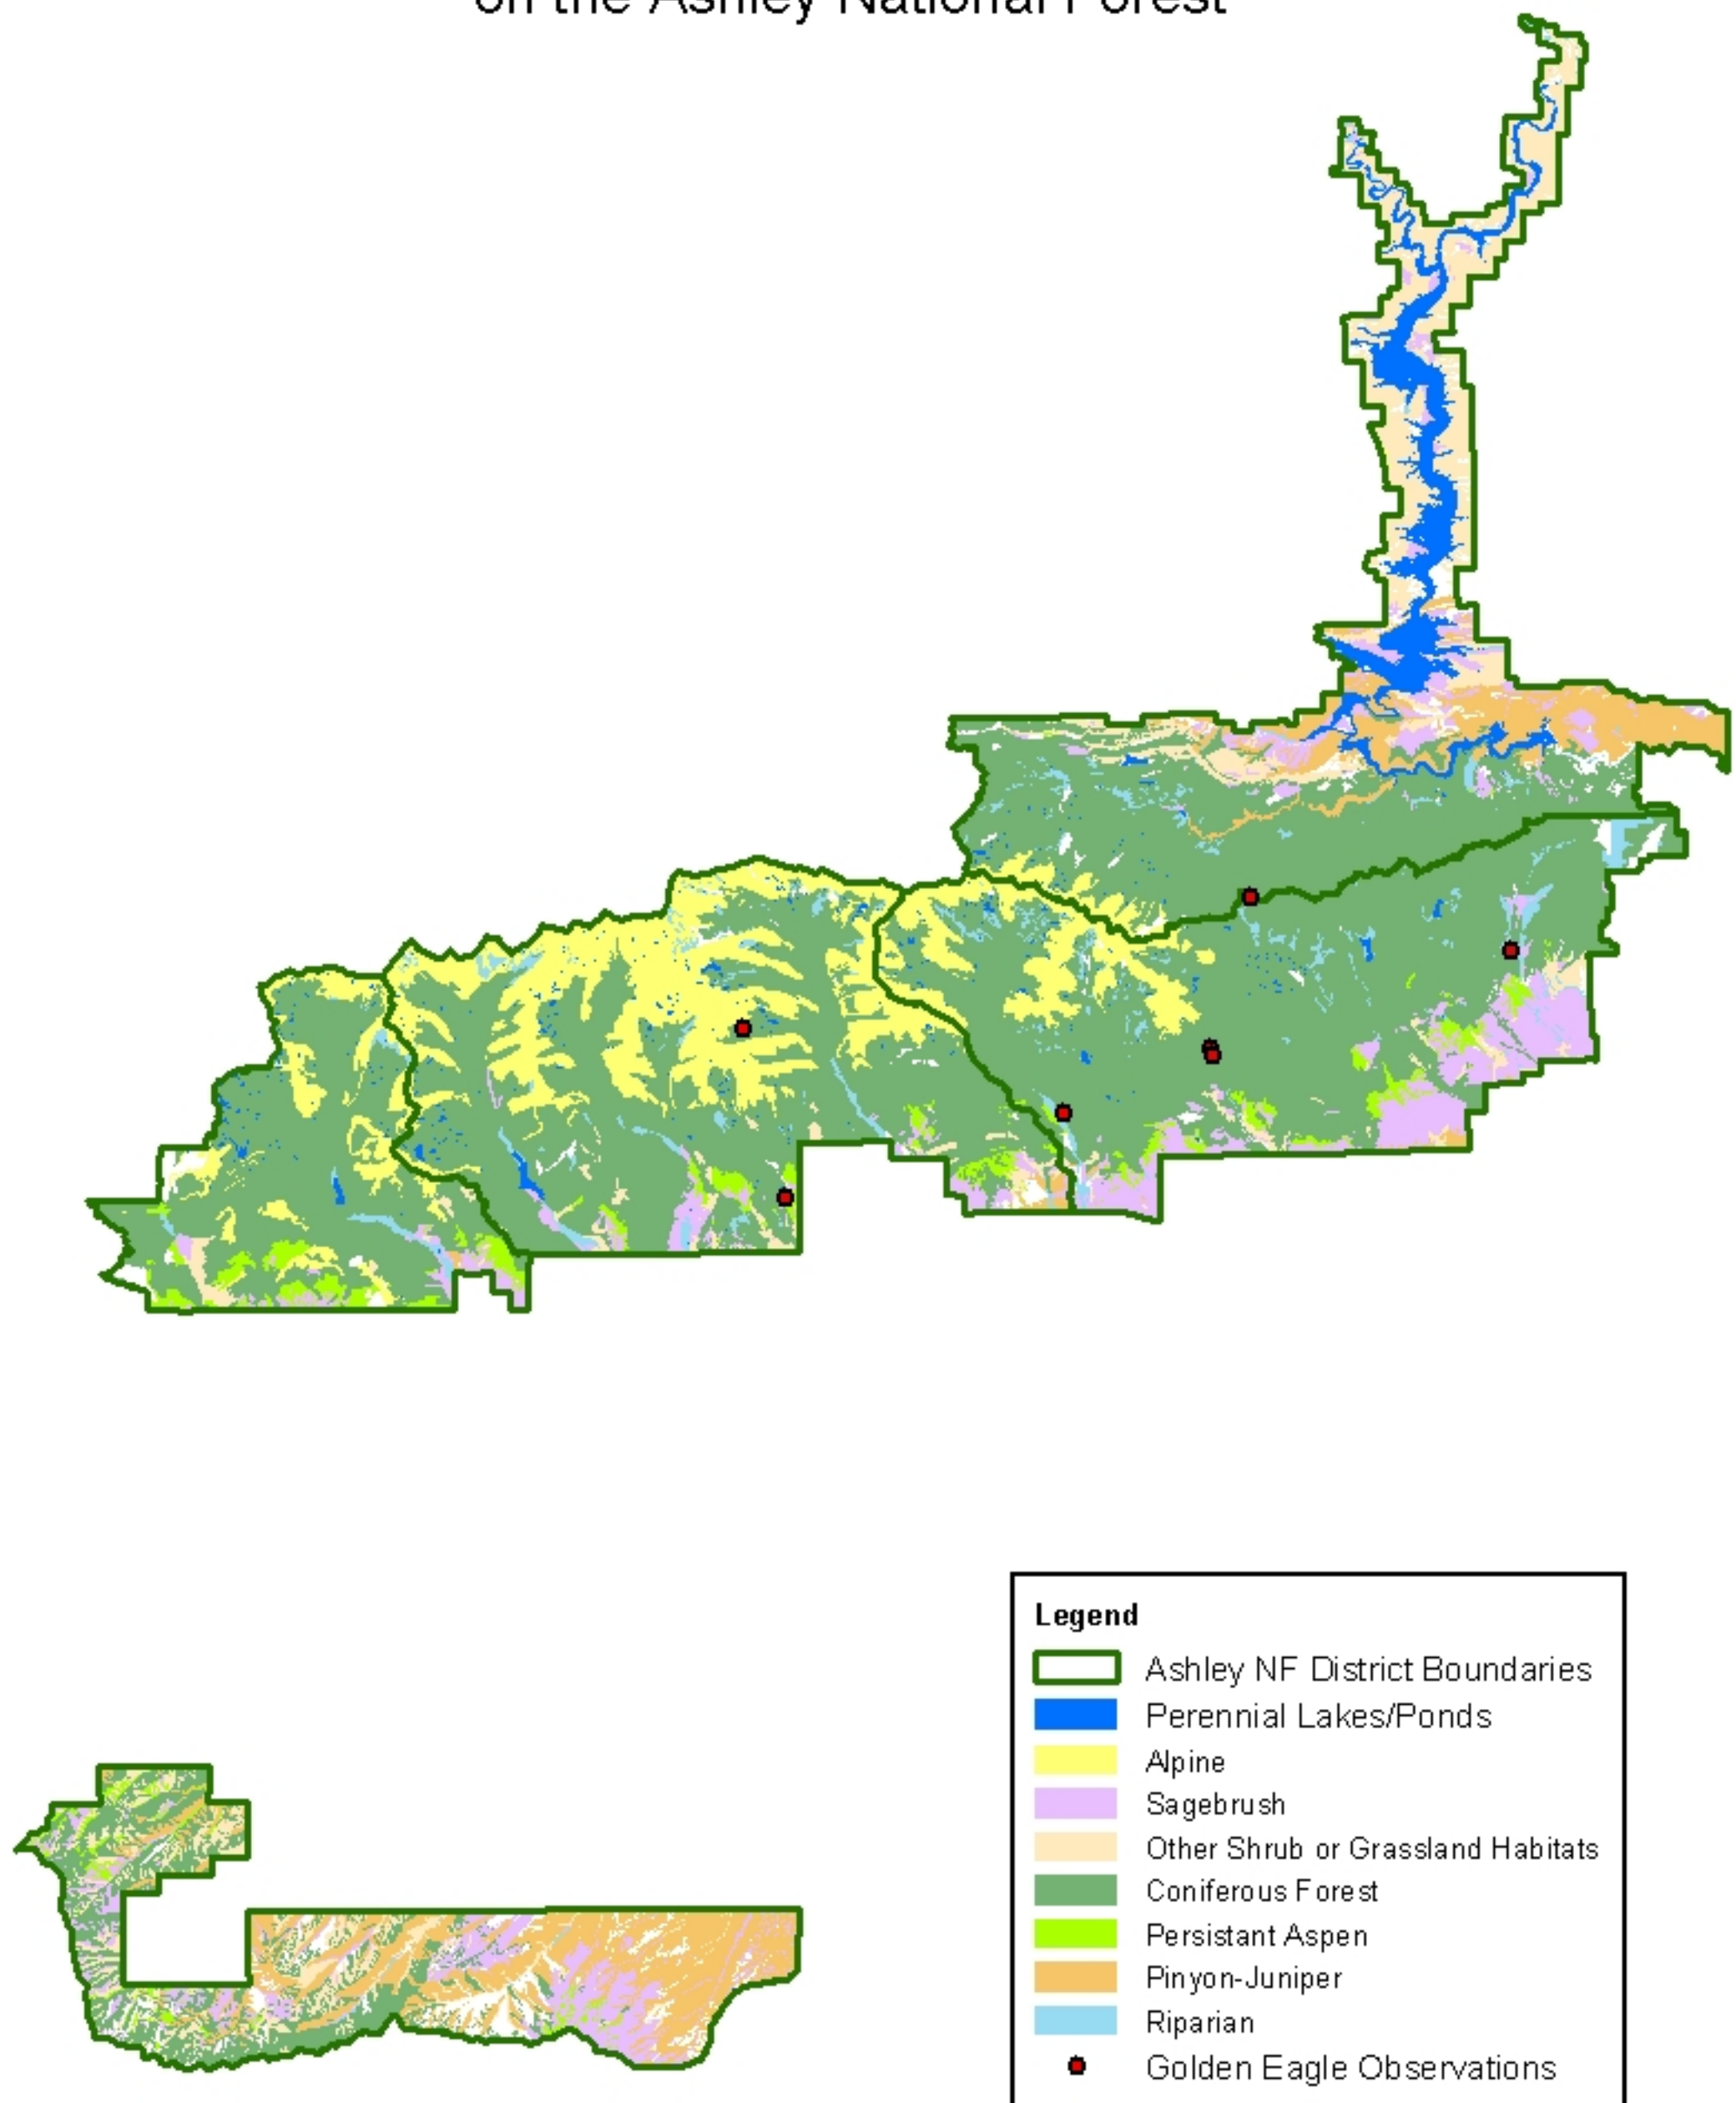 on the Ashley National Forest
Legend
Ashley NF District Boundaries
Perennial Lakes/Ponds
Alpine
Sagebrush
Other Shrub or Grassland Habitats
Coniferous Forest
Persistant Aspen
Pinyon-Juniper
Riparian
Golden Eagle Observations